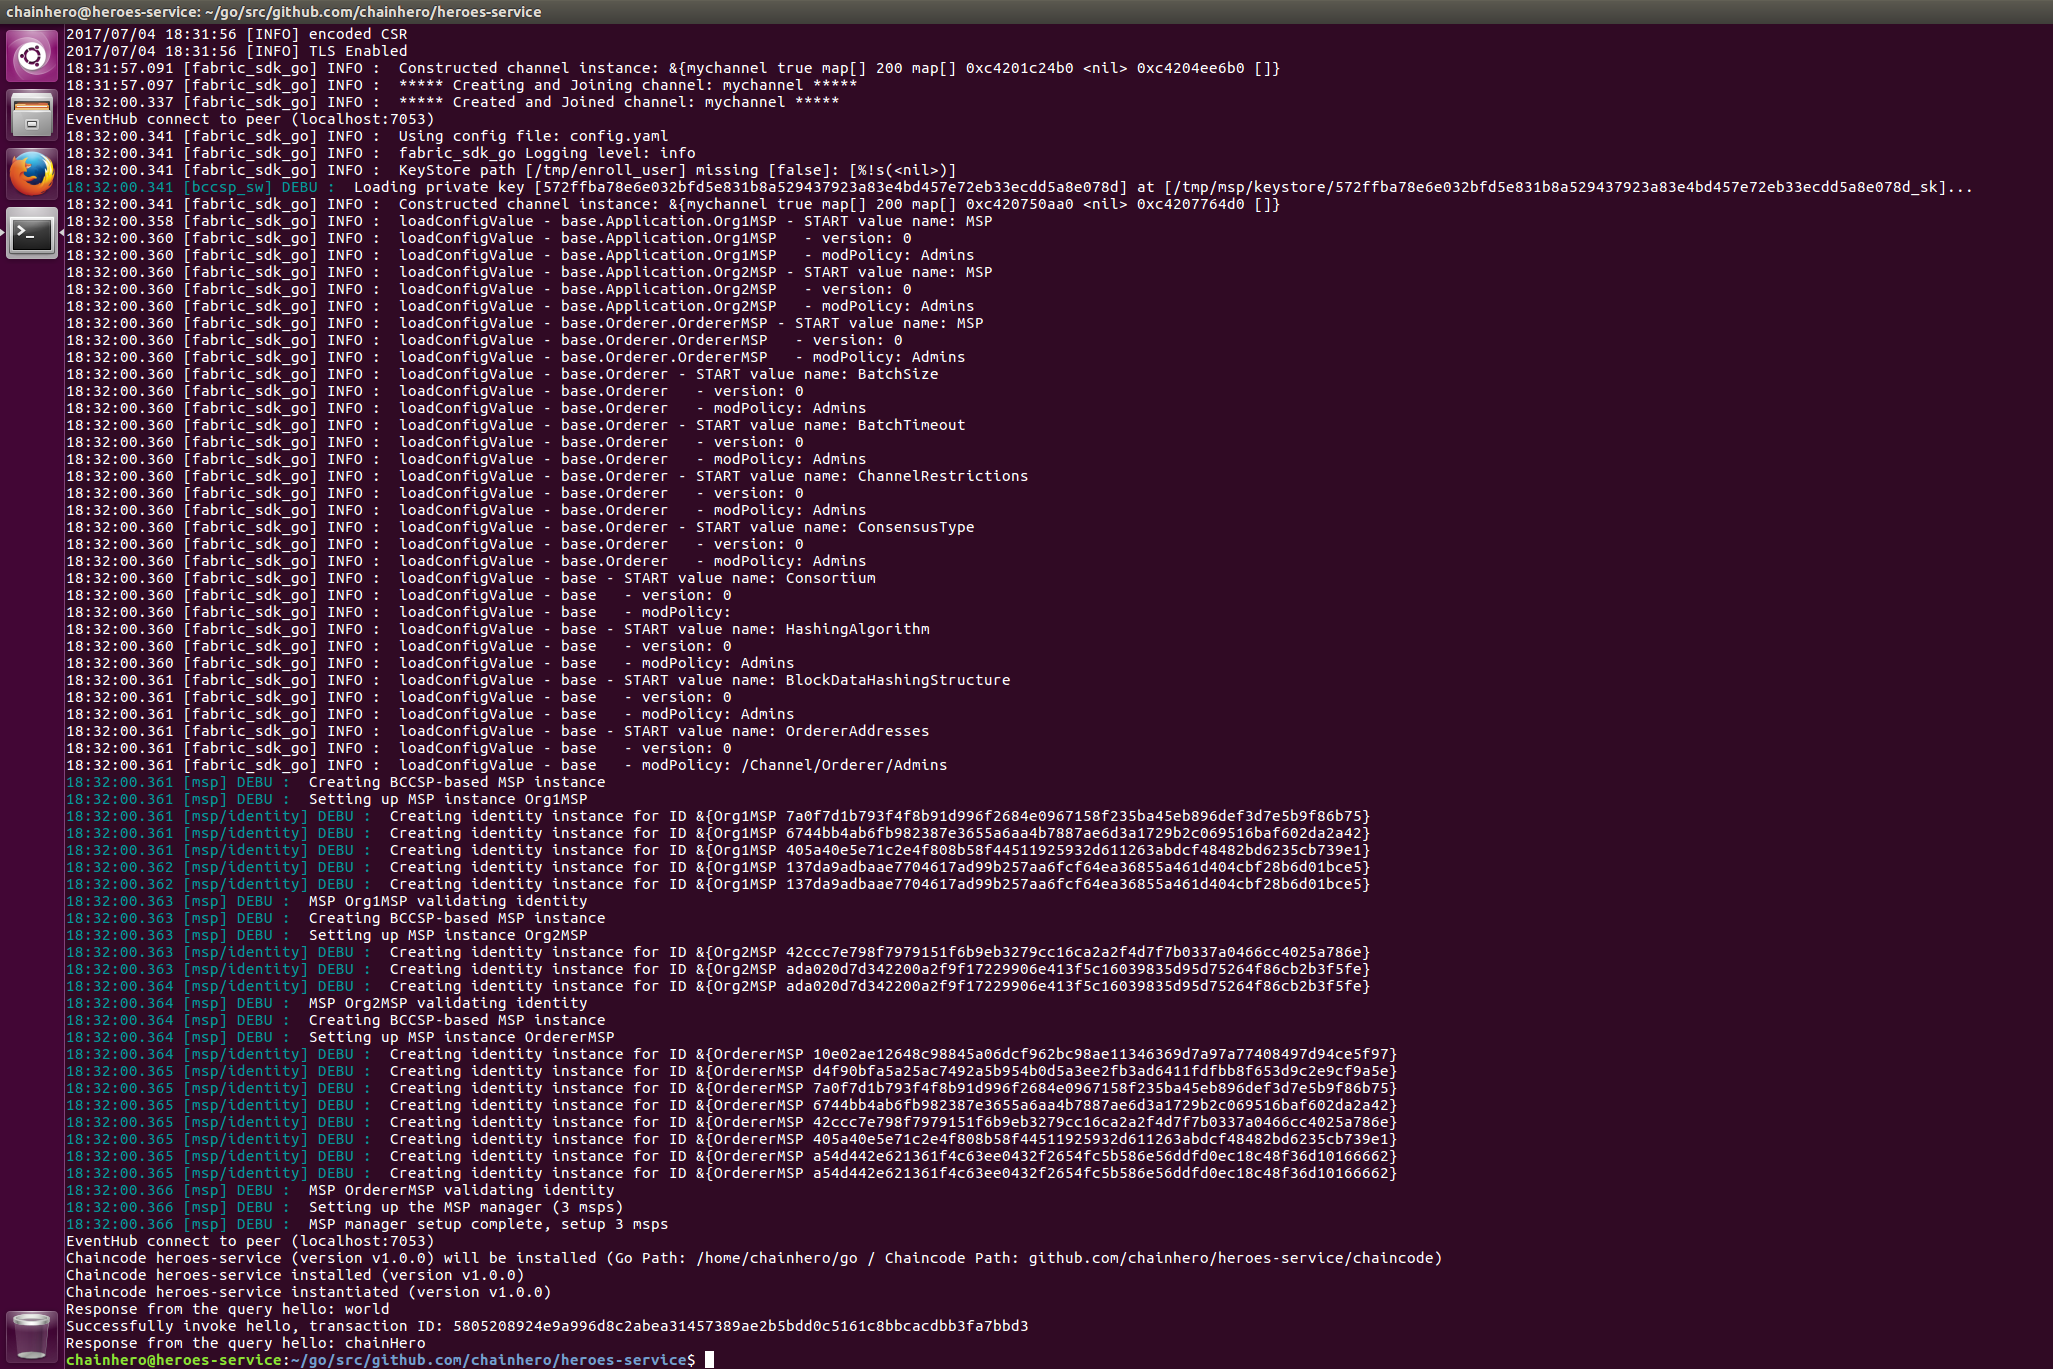 chainhero@heroes-service: ~/go/src/github.com/chainhero/heroes-service
2017/07/04 18:31:56 [INFO] encoded CSR
2017/07/04 18:31:56 [INFO] TLS Enabled
18:31:57.091 [fabric_sdk_go] INFO :  Constructed channel instance: &{mychannel true map[] 200 map[] 0xc4201c24b0 <nil> 0xc4204ee6b0 []}
18:31:57.097 [fabric_sdk_go] INFO :  ***** Creating and Joining channel: mychannel *****
18:32:00.337 [fabric_sdk_go] INFO :  ***** Created and Joined channel: mychannel *****
EventHub connect to peer (localhost:7053)
18:32:00.341 [fabric_sdk_go] INFO :  Using config file: config.yaml
18:32:00.341 [fabric_sdk_go] INFO :  fabric_sdk_go Logging level: info
18:32:00.341 [fabric_sdk_go] INFO :  KeyStore path [/tmp/enroll_user] missing [false]: [%!s(<nil>)]
18:32:00.341 [bccsp_sw] DEBU :  Loading private key [572ffba78e6e032bfd5e831b8a529437923a83e4bd457e72eb33ecdd5a8e078d] at [/tmp/msp/keystore/572ffba78e6e032bfd5e831b8a529437923a83e4bd457e72eb33ecdd5a8e078d_sk]...
18:32:00.341 [fabric_sdk_go] INFO :  Constructed channel instance: &{mychannel true map[] 200 map[] 0xc420750aa0 <nil> 0xc4207764d0 []}
18:32:00.358 [fabric_sdk_go] INFO :  loadConfigValue - base.Application.Org1MSP - START value name: MSP
18:32:00.360 [fabric_sdk_go] INFO :  loadConfigValue - base.Application.Org1MSP   - version: 0
18:32:00.360 [fabric_sdk_go] INFO :  loadConfigValue - base.Application.Org1MSP   - modPolicy: Admins
18:32:00.360 [fabric_sdk_go] INFO :  loadConfigValue - base.Application.Org2MSP - START value name: MSP
18:32:00.360 [fabric_sdk_go] INFO :  loadConfigValue - base.Application.Org2MSP   - version: 0
18:32:00.360 [fabric_sdk_go] INFO :  loadConfigValue - base.Application.Org2MSP   - modPolicy: Admins
18:32:00.360 [fabric_sdk_go] INFO :  loadConfigValue - base.Orderer.OrdererMSP - START value name: MSP
18:32:00.360 [fabric_sdk_go] INFO :  loadConfigValue - base.Orderer.OrdererMSP   - version: 0
18:32:00.360 [fabric_sdk_go] INFO :  loadConfigValue - base.Orderer.OrdererMSP   - modPolicy: Admins
18:32:00.360 [fabric_sdk_go] INFO :  loadConfigValue - base.Orderer - START value name: BatchSize
18:32:00.360 [fabric_sdk_go] INFO :  loadConfigValue - base.Orderer   - version: 0
18:32:00.360 [fabric_sdk_go] INFO :  loadConfigValue - base.Orderer   - modPolicy: Admins
18:32:00.360 [fabric_sdk_go] INFO :  loadConfigValue - base.Orderer - START value name: BatchTimeout
18:32:00.360 [fabric_sdk_go] INFO :  loadConfigValue - base.Orderer   - version: 0
18:32:00.360 [fabric_sdk_go] INFO :  loadConfigValue - base.Orderer   - modPolicy: Admins
18:32:00.360 [fabric_sdk_go] INFO :  loadConfigValue - base.Orderer - START value name: ChannelRestrictions
18:32:00.360 [fabric_sdk_go] INFO :  loadConfigValue - base.Orderer   - version: 0
18:32:00.360 [fabric_sdk_go] INFO :  loadConfigValue - base.Orderer   - modPolicy: Admins
18:32:00.360 [fabric_sdk_go] INFO :  loadConfigValue - base.Orderer - START value name: ConsensusType
18:32:00.360 [fabric_sdk_go] INFO :  loadConfigValue - base.Orderer   - version: 0
18:32:00.360 [fabric_sdk_go] INFO :  loadConfigValue - base.Orderer   - modPolicy: Admins
18:32:00.360 [fabric_sdk_go] INFO :  loadConfigValue - base - START value name: Consortium
18:32:00.360 [fabric_sdk_go] INFO :  loadConfigValue - base   - version: 0
18:32:00.360 [fabric_sdk_go] INFO :  loadConfigValue - base   - modPolicy:
18:32:00.360 [fabric_sdk_go] INFO :  loadConfigValue - base - START value name: HashingAlgorithm
18:32:00.360 [fabric_sdk_go] INFO :  loadConfigValue - base   - version: 0
18:32:00.360 [fabric_sdk_go] INFO :  loadConfigValue - base   - modPolicy: Admins
18:32:00.361 [fabric_sdk_go] INFO :  loadConfigValue - base - START value name: BlockDataHashingStructure
18:32:00.361 [fabric_sdk_go] INFO :  loadConfigValue - base   - version: 0
18:32:00.361 [fabric_sdk_go] INFO :  loadConfigValue - base   - modPolicy: Admins
18:32:00.361 [fabric_sdk_go] INFO :  loadConfigValue - base - START value name: OrdererAddresses
18:32:00.361 [fabric_sdk_go] INFO :  loadConfigValue - base   - version: 0
18:32:00.361 [fabric_sdk_go] INFO :  loadConfigValue - base   - modPolicy: /Channel/Orderer/Admins
18:32:00.361 [msp] DEBU :  Creating BCCSP-based MSP instance
18:32:00.361 [msp] DEBU :  Setting up MSP instance Org1MSP
18:32:00.361 [msp/identity] DEBU :  Creating identity instance for ID &{Org1MSP 7a0f7d1b793f4f8b91d996f2684e0967158f235ba45eb896def3d7e5b9f86b75}
18:32:00.361 [msp/identity] DEBU :  Creating identity instance for ID &{Org1MSP 6744bb4ab6fb982387e3655a6aa4b7887ae6d3a1729b2c069516baf602da2a42}
18:32:00.361 [msp/identity] DEBU :  Creating identity instance for ID &{Org1MSP 405a40e5e71c2e4f808b58f44511925932d611263abdcf48482bd6235cb739e1}
18:32:00.362 [msp/identity] DEBU :  Creating identity instance for ID &{Org1MSP 137da9adbaae7704617ad99b257aa6fcf64ea36855a461d404cbf28b6d01bce5}
18:32:00.362 [msp/identity] DEBU :  Creating identity instance for ID &{Org1MSP 137da9adbaae7704617ad99b257aa6fcf64ea36855a461d404cbf28b6d01bce5}
18:32:00.363 [msp] DEBU :  MSP Org1MSP validating identity
18:32:00.363 [msp] DEBU :  Creating BCCSP-based MSP instance
18:32:00.363 [msp] DEBU :  Setting up MSP instance Org2MSP
18:32:00.363 [msp/identity] DEBU :  Creating identity instance for ID &{Org2MSP 42ccc7e798f7979151f6b9eb3279cc16ca2a2f4d7f7b0337a0466cc4025a786e}
18:32:00.363 [msp/identity] DEBU :  Creating identity instance for ID &{Org2MSP ada020d7d342200a2f9f17229906e413f5c16039835d95d75264f86cb2b3f5fe}
18:32:00.364 [msp/identity] DEBU :  Creating identity instance for ID &{Org2MSP ada020d7d342200a2f9f17229906e413f5c16039835d95d75264f86cb2b3f5fe}
18:32:00.364 [msp] DEBU :  MSP Org2MSP validating identity
18:32:00.364 [msp] DEBU :  Creating BCCSP-based MSP instance
18:32:00.364 [msp] DEBU :  Setting up MSP instance OrdererMSP
18:32:00.364 [msp/identity] DEBU :  Creating identity instance for ID &{OrdererMSP 10e02ae12648c98845a06dcf962bc98ae11346369d7a97a77408497d94ce5f97}
18:32:00.365 [msp/identity] DEBU :  Creating identity instance for ID &{OrdererMSP d4f90bfa5a25ac7492a5b954b0d5a3ee2fb3ad6411fdfbb8f653d9c2e9cf9a5e}
18:32:00.365 [msp/identity] DEBU :  Creating identity instance for ID &{OrdererMSP 7a0f7d1b793f4f8b91d996f2684e0967158f235ba45eb896def3d7e5b9f86b75}
18:32:00.365 [msp/identity] DEBU :  Creating identity instance for ID &{OrdererMSP 6744bb4ab6fb982387e3655a6aa4b7887ae6d3a1729b2c069516baf602da2a42}
18:32:00.365 [msp/identity] DEBU :  Creating identity instance for ID &{OrdererMSP 42ccc7e798f7979151f6b9eb3279cc16ca2a2f4d7f7b0337a0466cc4025a786e}
18:32:00.365 [msp/identity] DEBU :  Creating identity instance for ID &{OrdererMSP 405a40e5e71c2e4f808b58f44511925932d611263abdcf48482bd6235cb739e1}
18:32:00.365 [msp/identity] DEBU :  Creating identity instance for ID &{OrdererMSP a54d442e621361f4c63ee0432f2654fc5b586e56ddfd0ec18c48f36d10166662}
18:32:00.365 [msp/identity] DEBU :  Creating identity instance for ID &{OrdererMSP a54d442e621361f4c63ee0432f2654fc5b586e56ddfd0ec18c48f36d10166662}
18:32:00.366 [msp] DEBU :  MSP OrdererMSP validating identity
18:32:00.366 [msp] DEBU :  Setting up the MSP manager (3 msps)
18:32:00.366 [msp] DEBU :  MSP manager setup complete, setup 3 msps
EventHub connect to peer (localhost:7053)
Chaincode heroes-service (version v1.0.0) will be installed (Go Path: /home/chainhero/go / Chaincode Path: github.com/chainhero/heroes-service/chaincode)
Chaincode heroes-service installed (version v1.0.0)
Chaincode heroes-service instantiated (version v1.0.0)
Response from the query hello: world
Successfully invoke hello, transaction ID: 5805208924e9a996d8c2abea31457389ae2b5bdd0c5161c8bbcacdbb3fa7bbd3
Response from the query hello: chainHero
chainhero@heroes-service:~/go/src/github.com/chainhero/heroes-service$